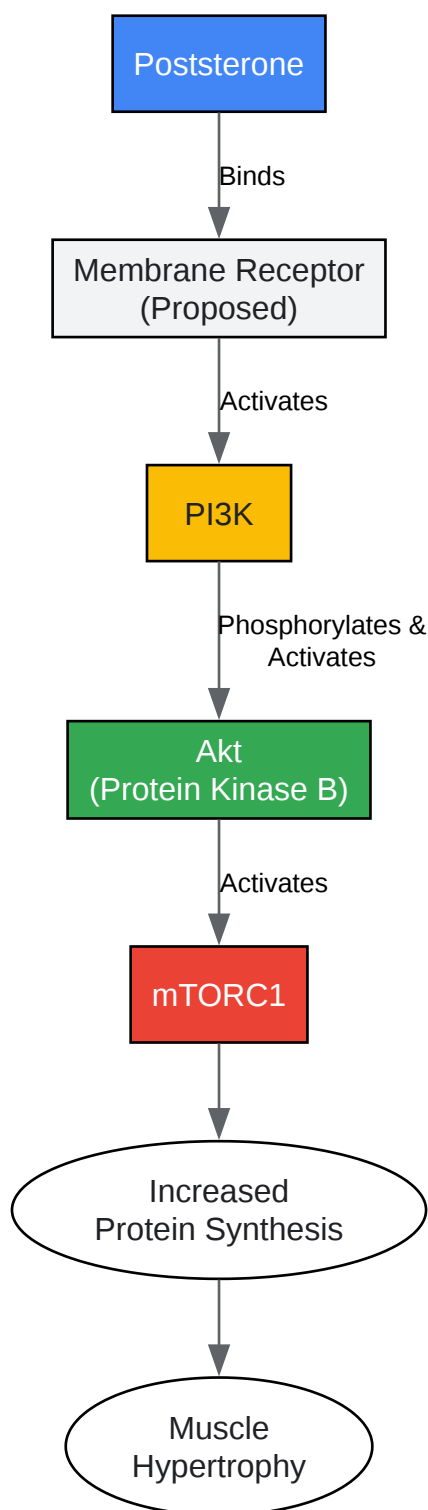 Poststerone
Binds
Membrane Receptor
(Proposed)
Activates
PI3K
Phosphorylates &
Activates
Akt
(Protein Kinase B)
Activates
mTORC1
Increased
Protein Synthesis
Muscle
Hypertrophy